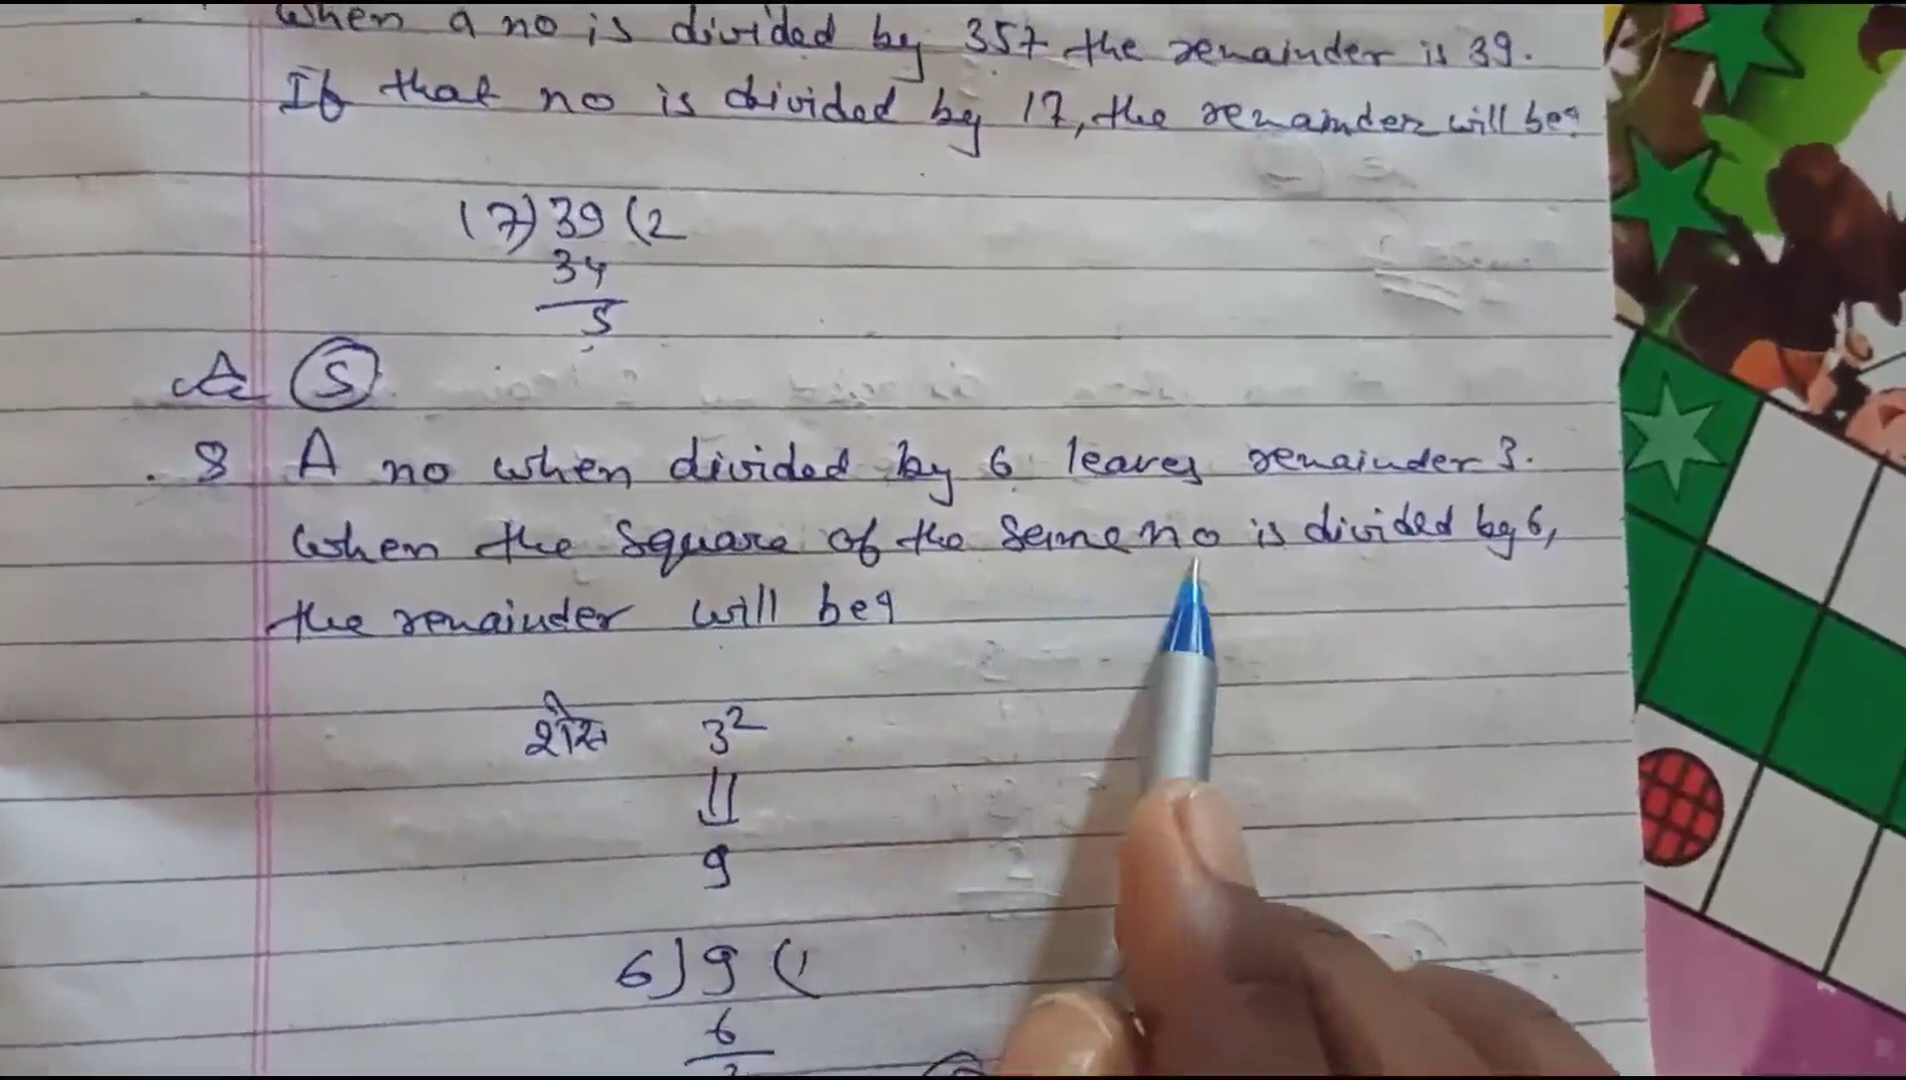 When a no is divided by 357 the remainder is 39.
If that no is divided by 17, the remainder will be?
17) 39 (2
34
5
A 5
8 A no when divided by 6 leaves remainder 3.
When the square of the same no is divided by 6,
the remainder will be?
शेष 3²
9
6) 9 (1
6